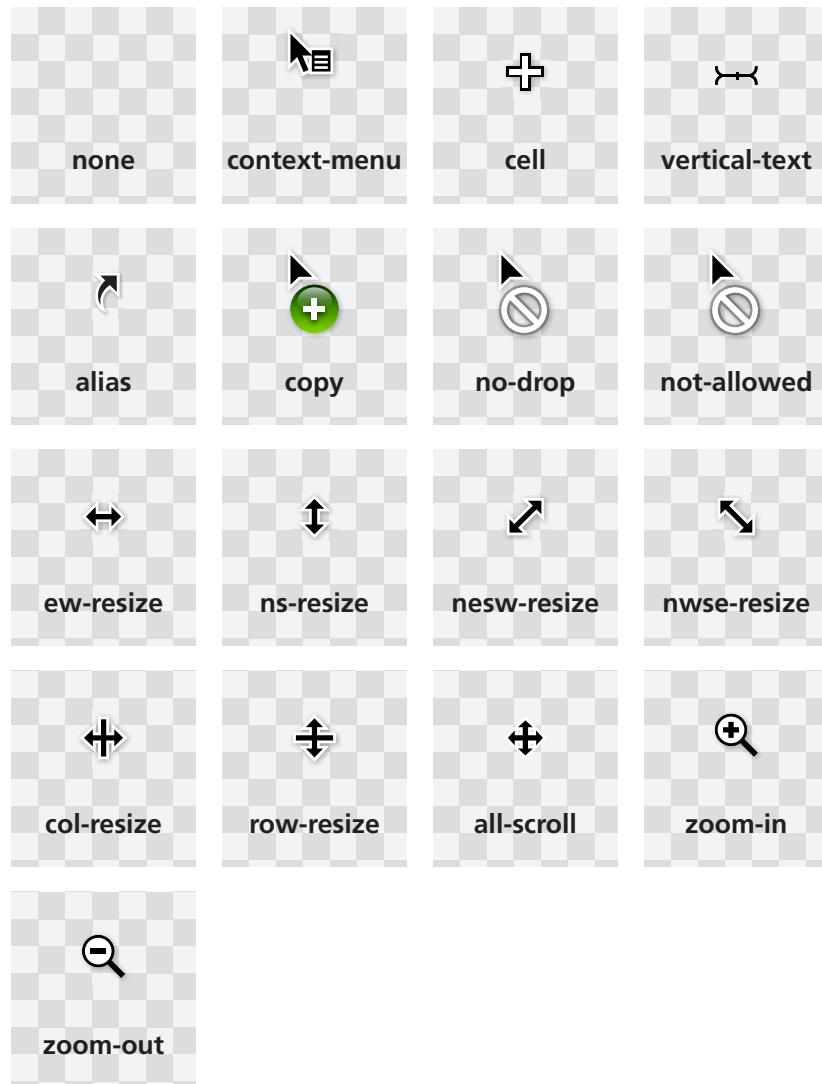 none
context-menu
cell
vertical-text
alias
copy
no-drop
not-allowed
ew-resize
ns-resize
nesw-resize
nwse-resize
col-resize
row-resize
all-scroll
zoom-in
zoom-out